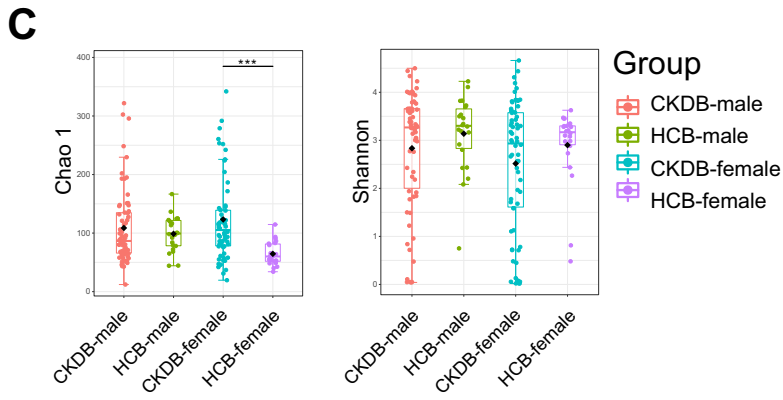 C
Chao 1
400
300
200
100
0
***
CKDB-male
HCB-male
CKDB-female
HCB-female
Shannon
4
3
2
1
0
CKDB-male
HCB-male
CKDB-female
HCB-female
Group
CKDB-male
HCB-male
CKDB-female
HCB-female